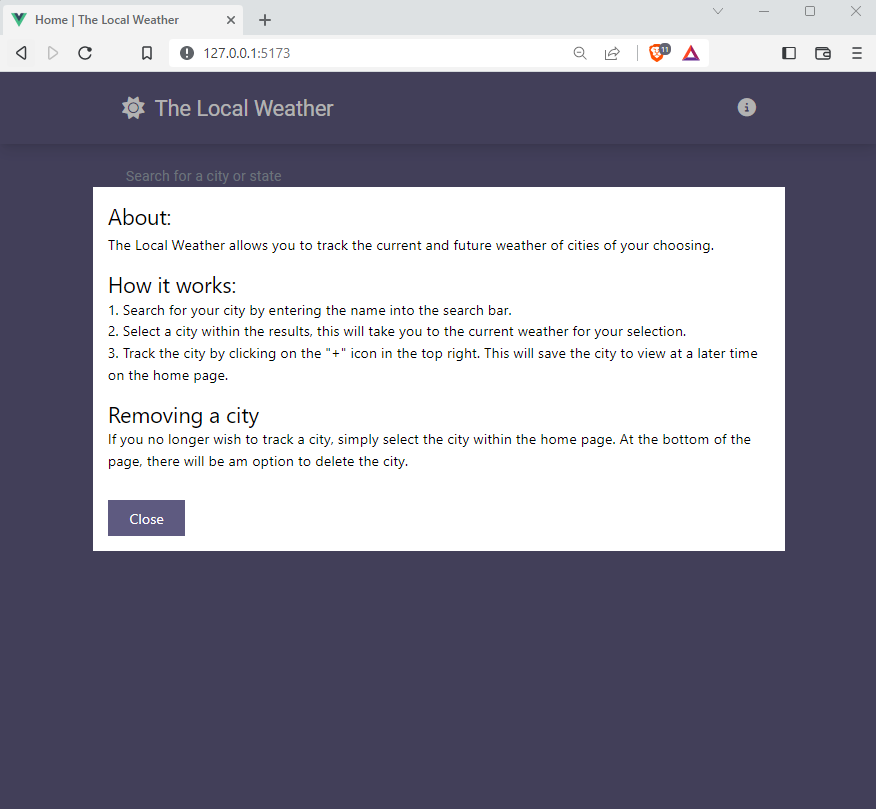 Home | The Local Weather
127.0.0.1:5173
11
The Local Weather
Search for a city or state
About:
The Local Weather allows you to track the current and future weather of cities of your choosing.
How it works:
1. Search for your city by entering the name into the search bar.
2. Select a city within the results, this will take you to the current weather for your selection.
3. Track the city by clicking on the "+" icon in the top right. This will save the city to view at a later time
on the home page.
Removing a city
If you no longer wish to track a city, simply select the city within the home page. At the bottom of the
page, there will be am option to delete the city.
Close